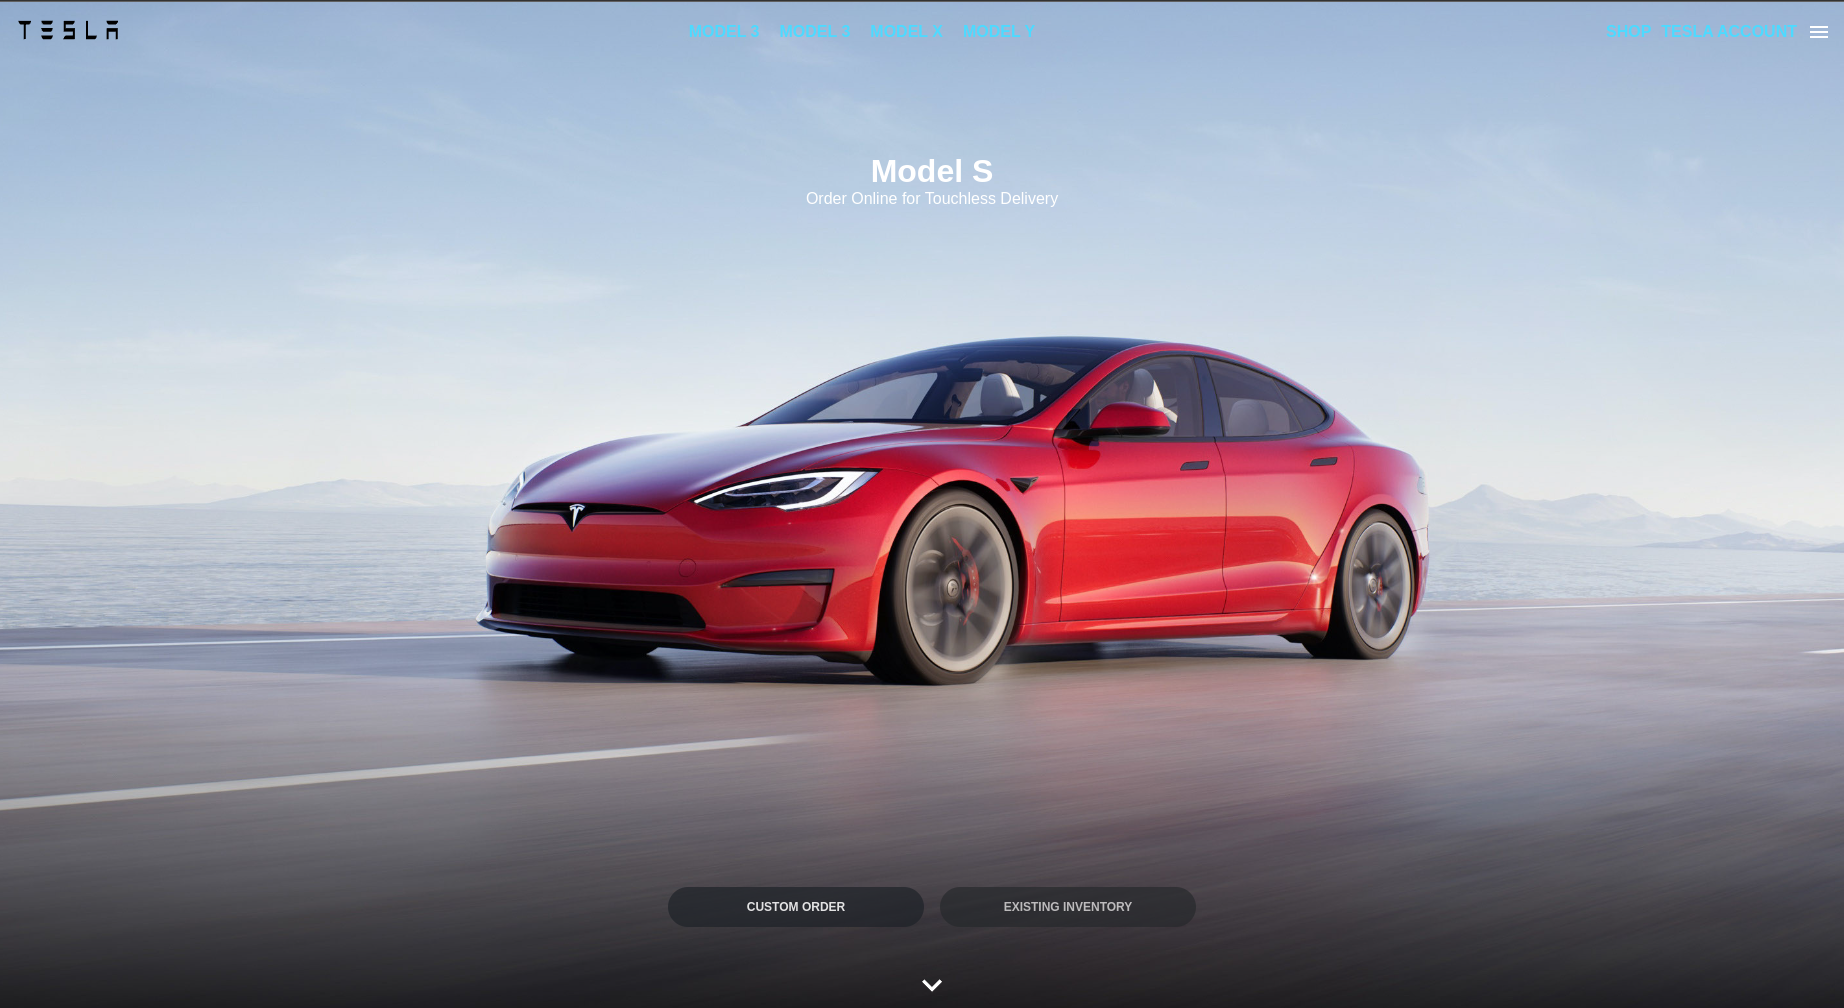 TESLA
MODEL S MODEL 3 MODEL X MODEL Y
SHOP TESLA ACCOUNT
Model S
Order Online for Touchless Delivery
CUSTOM ORDER
EXISTING INVENTORY